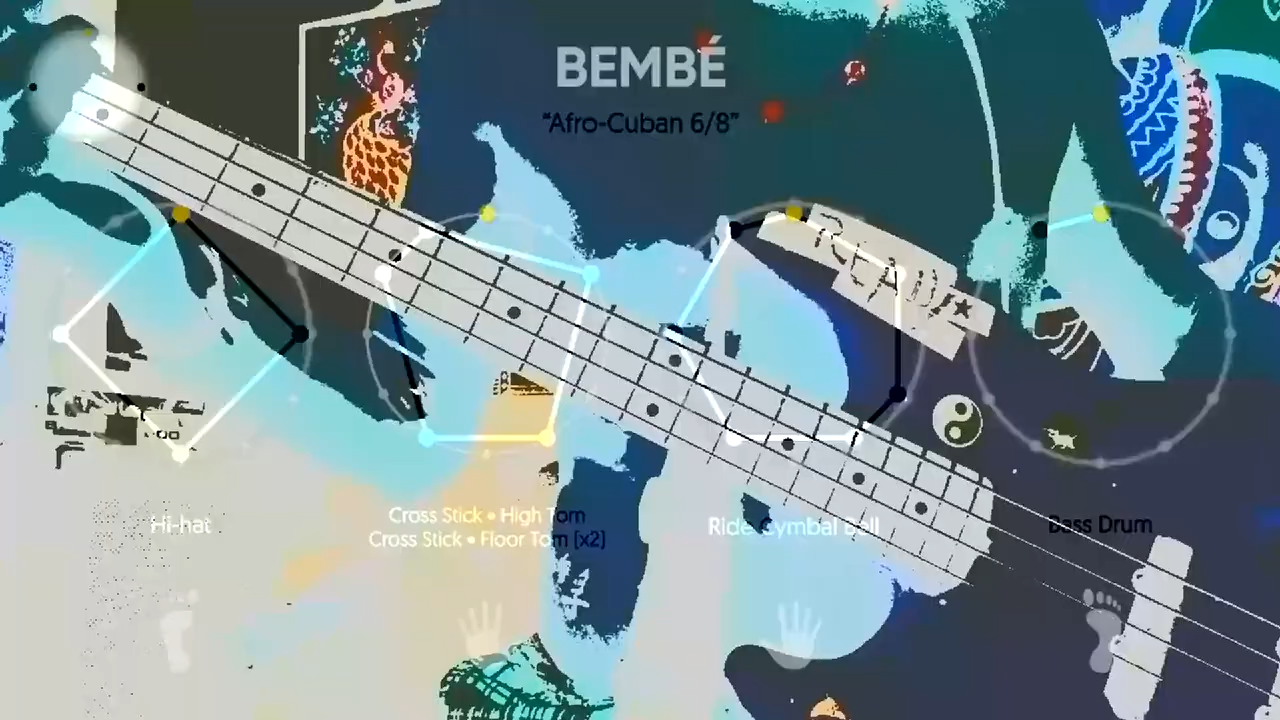 BEMBÉ
“Afro-Cuban 6/8”
READY★
Hi-hat
Cross Stick • High Tom
Cross Stick • Floor Tom [x2]
Ride Cymbal Bell
Bass Drum